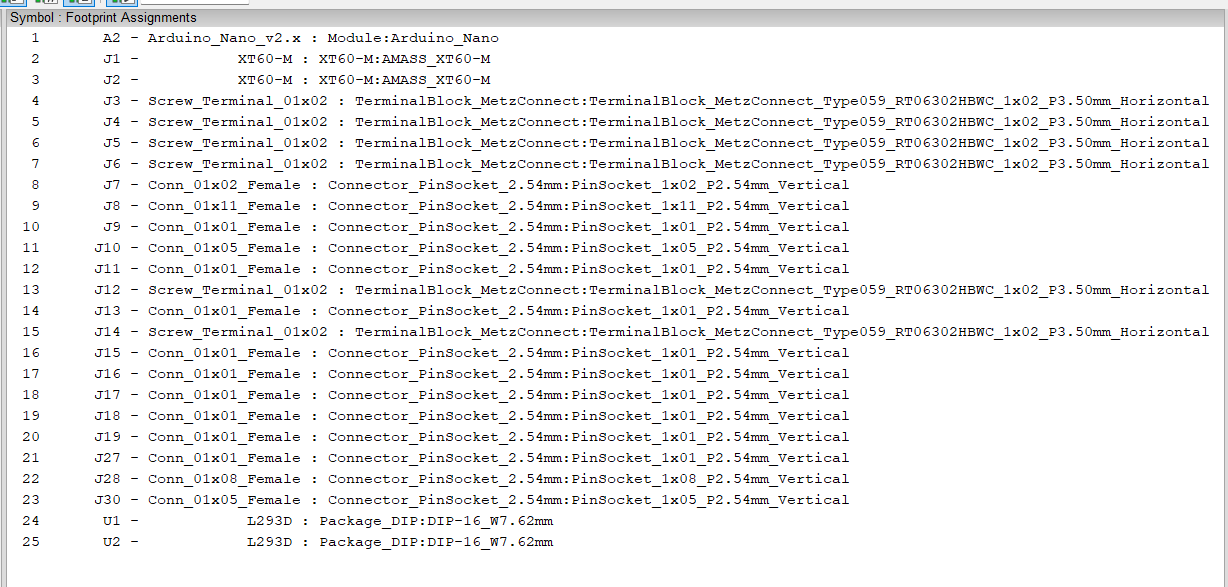 Symbol : Footprint Assignments
1 A2 - Arduino_Nano_v2.x : Module:Arduino_Nano
2 J1 - XT60-M : XT60-M:AMASS_XT60-M
3 J2 - XT60-M : XT60-M:AMASS_XT60-M
4 J3 - Screw_Terminal_01x02 : TerminalBlock_MetzConnect:TerminalBlock_MetzConnect_Type059_RT06302HBWC_1x02_P3.50mm_Horizontal
5 J4 - Screw_Terminal_01x02 : TerminalBlock_MetzConnect:TerminalBlock_MetzConnect_Type059_RT06302HBWC_1x02_P3.50mm_Horizontal
6 J5 - Screw_Terminal_01x02 : TerminalBlock_MetzConnect:TerminalBlock_MetzConnect_Type059_RT06302HBWC_1x02_P3.50mm_Horizontal
7 J6 - Screw_Terminal_01x02 : TerminalBlock_MetzConnect:TerminalBlock_MetzConnect_Type059_RT06302HBWC_1x02_P3.50mm_Horizontal
8 J7 - Conn_01x02_Female : Connector_PinSocket_2.54mm:PinSocket_1x02_P2.54mm_Vertical
9 J8 - Conn_01x11_Female : Connector_PinSocket_2.54mm:PinSocket_1x11_P2.54mm_Vertical
10 J9 - Conn_01x01_Female : Connector_PinSocket_2.54mm:PinSocket_1x01_P2.54mm_Vertical
11 J10 - Conn_01x05_Female : Connector_PinSocket_2.54mm:PinSocket_1x05_P2.54mm_Vertical
12 J11 - Conn_01x01_Female : Connector_PinSocket_2.54mm:PinSocket_1x01_P2.54mm_Vertical
13 J12 - Screw_Terminal_01x02 : TerminalBlock_MetzConnect:TerminalBlock_MetzConnect_Type059_RT06302HBWC_1x02_P3.50mm_Horizontal
14 J13 - Conn_01x01_Female : Connector_PinSocket_2.54mm:PinSocket_1x01_P2.54mm_Vertical
15 J14 - Screw_Terminal_01x02 : TerminalBlock_MetzConnect:TerminalBlock_MetzConnect_Type059_RT06302HBWC_1x02_P3.50mm_Horizontal
16 J15 - Conn_01x01_Female : Connector_PinSocket_2.54mm:PinSocket_1x01_P2.54mm_Vertical
17 J16 - Conn_01x01_Female : Connector_PinSocket_2.54mm:PinSocket_1x01_P2.54mm_Vertical
18 J17 - Conn_01x01_Female : Connector_PinSocket_2.54mm:PinSocket_1x01_P2.54mm_Vertical
19 J18 - Conn_01x01_Female : Connector_PinSocket_2.54mm:PinSocket_1x01_P2.54mm_Vertical
20 J19 - Conn_01x01_Female : Connector_PinSocket_2.54mm:PinSocket_1x01_P2.54mm_Vertical
21 J27 - Conn_01x01_Female : Connector_PinSocket_2.54mm:PinSocket_1x01_P2.54mm_Vertical
22 J28 - Conn_01x08_Female : Connector_PinSocket_2.54mm:PinSocket_1x08_P2.54mm_Vertical
23 J30 - Conn_01x05_Female : Connector_PinSocket_2.54mm:PinSocket_1x05_P2.54mm_Vertical
24 U1 - L293D : Package_DIP:DIP-16_W7.62mm
25 U2 - L293D : Package_DIP:DIP-16_W7.62mm